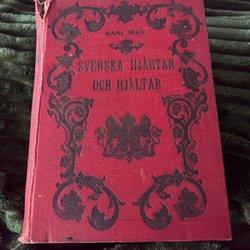 KARL MAY
SVENSKA HJÄRTAN
OCH HJÄLTAR